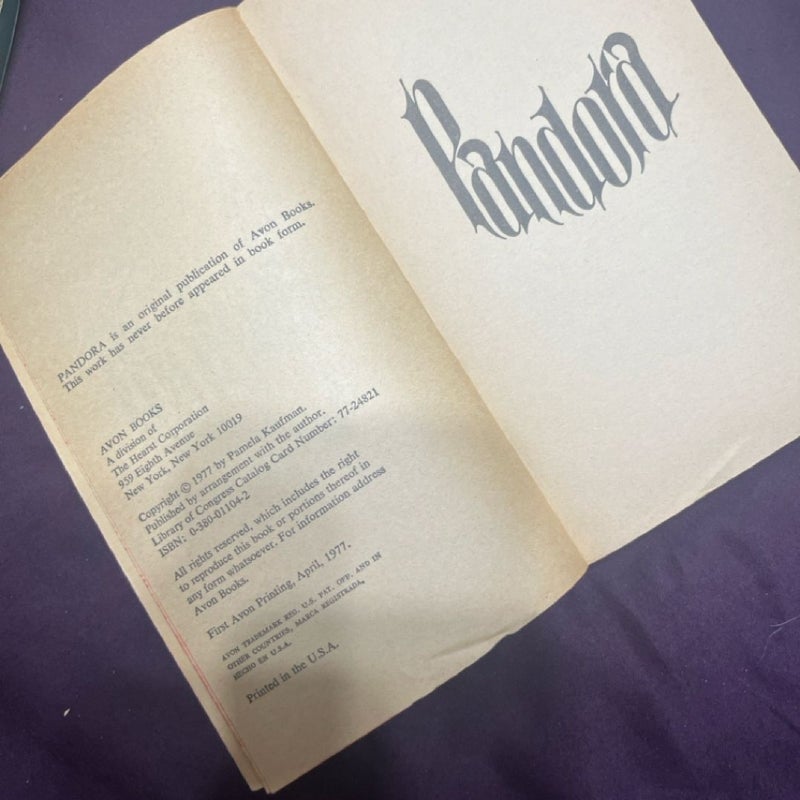 PANDORA is an original publication of Avon Books.
This work has never before appeared in book form.
AVON BOOKS
A division of
The Hearst Corporation
959 Eighth Avenue
New York, New York 10019
Copyright © 1977 by Pamela Kaufman.
Published by arrangement with the author.
Library of Congress Catalog Card Number: 77-24821
ISBN: 0-380-01104-2
All rights reserved, which includes the right
to reproduce this book or portions thereof in
any form whatsoever. For information address
Avon Books.
First Avon Printing, April, 1977.
AVON TRADEMARK REG. U.S. PAT. OFF. AND IN
OTHER COUNTRIES, MARCA REGISTRADA,
HECHO EN U.S.A.
Printed in the U.S.A.
Pandora